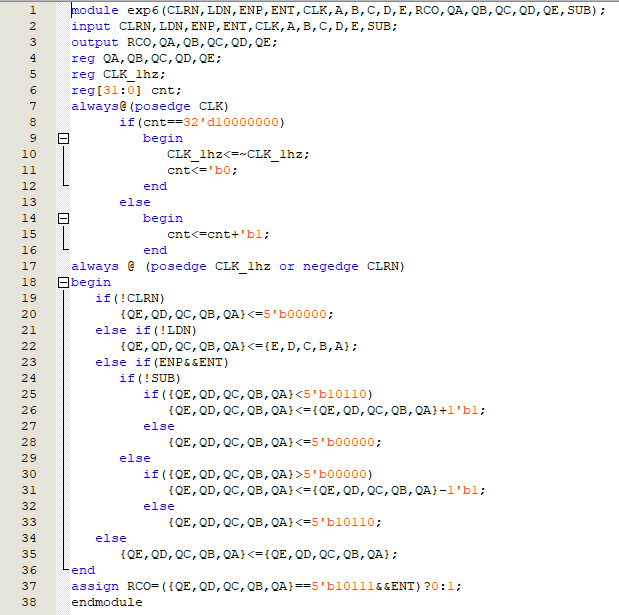 1 module exp6(CLRN,LDN,ENP,ENT,CLK,A,B,C,D,E,RCO,QA,QB,QC,QD,QE,SUB);
2 input CLRN,LDN,ENP,ENT,CLK,A,B,C,D,E,SUB;
3 output RCO,QA,QB,QC,QD,QE;
4 reg QA,QB,QC,QD,QE;
5 reg CLK_1hz;
6 reg[31:0] cnt;
7 always@(posedge CLK)
8 if(cnt==32'd10000000)
9 begin
10 CLK_1hz<=~CLK_1hz;
11 cnt<='b0;
12 end
13 else
14 begin
15 cnt<=cnt+'b1;
16 end
17 always @ (posedge CLK_1hz or negedge CLRN)
18 begin
19 if(!CLRN)
20 {QE,QD,QC,QB,QA}<=5'b00000;
21 else if(!LDN)
22 {QE,QD,QC,QB,QA}<={E,D,C,B,A};
23 else if(ENP&&ENT)
24 if(!SUB)
25 if({QE,QD,QC,QB,QA}<5'b10110)
26 {QE,QD,QC,QB,QA}<={QE,QD,QC,QB,QA}+1'b1;
27 else
28 {QE,QD,QC,QB,QA}<=5'b00000;
29 else
30 if({QE,QD,QC,QB,QA}>5'b00000)
31 {QE,QD,QC,QB,QA}<={QE,QD,QC,QB,QA}-1'b1;
32 else
33 {QE,QD,QC,QB,QA}<=5'b10110;
34 else
35 {QE,QD,QC,QB,QA}<={QE,QD,QC,QB,QA};
36 end
37 assign RCO=({QE,QD,QC,QB,QA}==5'b10111&&ENT)?0:1;
38 endmodule